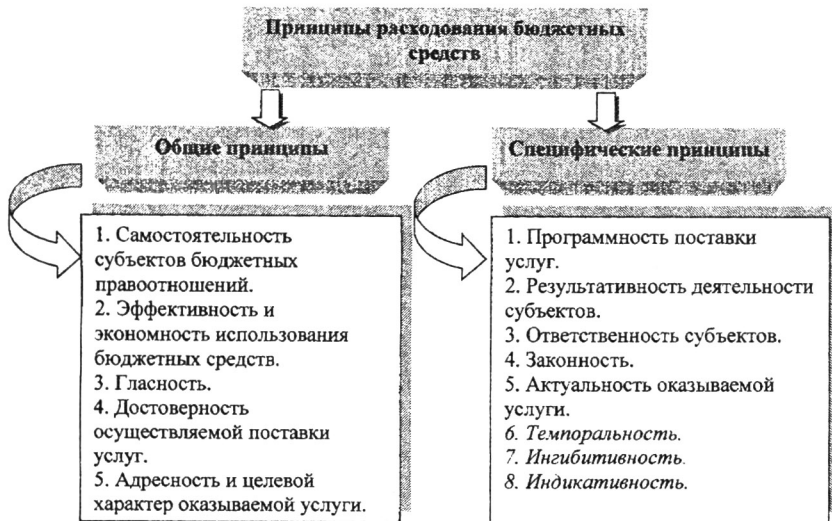 Принципы расходования бюджетных
средств
Общие принципы
1. Самостоятельность
субъектов бюджетных
правоотношений.
2. Эффективность и
экономность использования
бюджетных средств.
3. Гласность.
4. Достоверность
осуществляемой поставки
услуг.
5. Адресность и целевой
характер оказываемой услуги.
Специфические принципы
1. Программность поставки
услуг.
2. Результативность деятельности
субъектов.
3. Ответственность субъектов.
4. Законность.
5. Актуальность оказываемой
услуги.
6. Темпоральность.
7. Ингибитивность.
8. Индикативность.